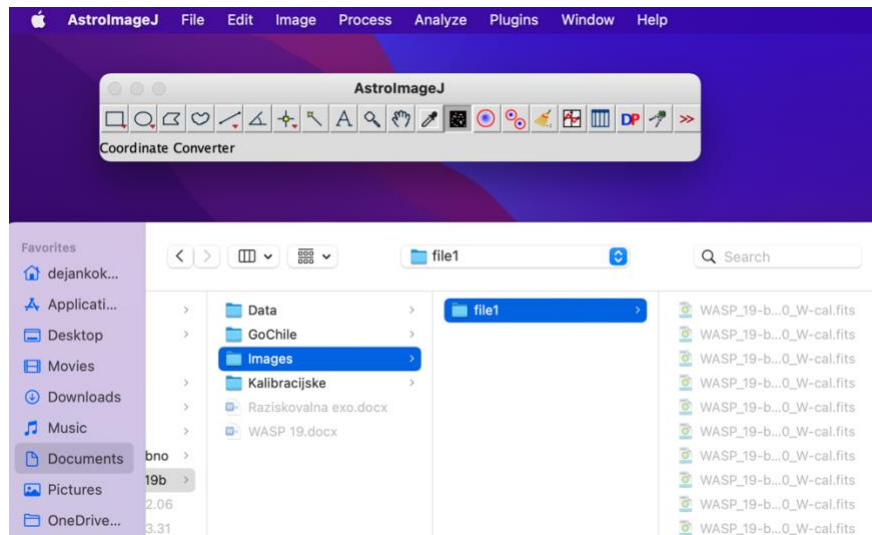 AstroImageJ File Edit Image Process Analyze Plugins Window Help
AstroImageJ
A DP >>
Coordinate Converter
Favorites
dejankok...
Applicati...
Desktop
Movies
Downloads
Music
Documents
Pictures
OneDrive...
file1
Search
bno
19b
2.06
3.31
Data
GoChile
Images
Kalibracijske
Raziskovalna exo.docx
WASP 19.docx
file1
WASP_19-b...0_W-cal.fits
WASP_19-b...0_W-cal.fits
WASP_19-b...0_W-cal.fits
WASP_19-b...0_W-cal.fits
WASP_19-b...0_W-cal.fits
WASP_19-b...0_W-cal.fits
WASP_19-b...0_W-cal.fits
WASP_19-b...0_W-cal.fits
WASP_19-b...0_W-cal.fits
WASP_19-b...0_W-cal.fits